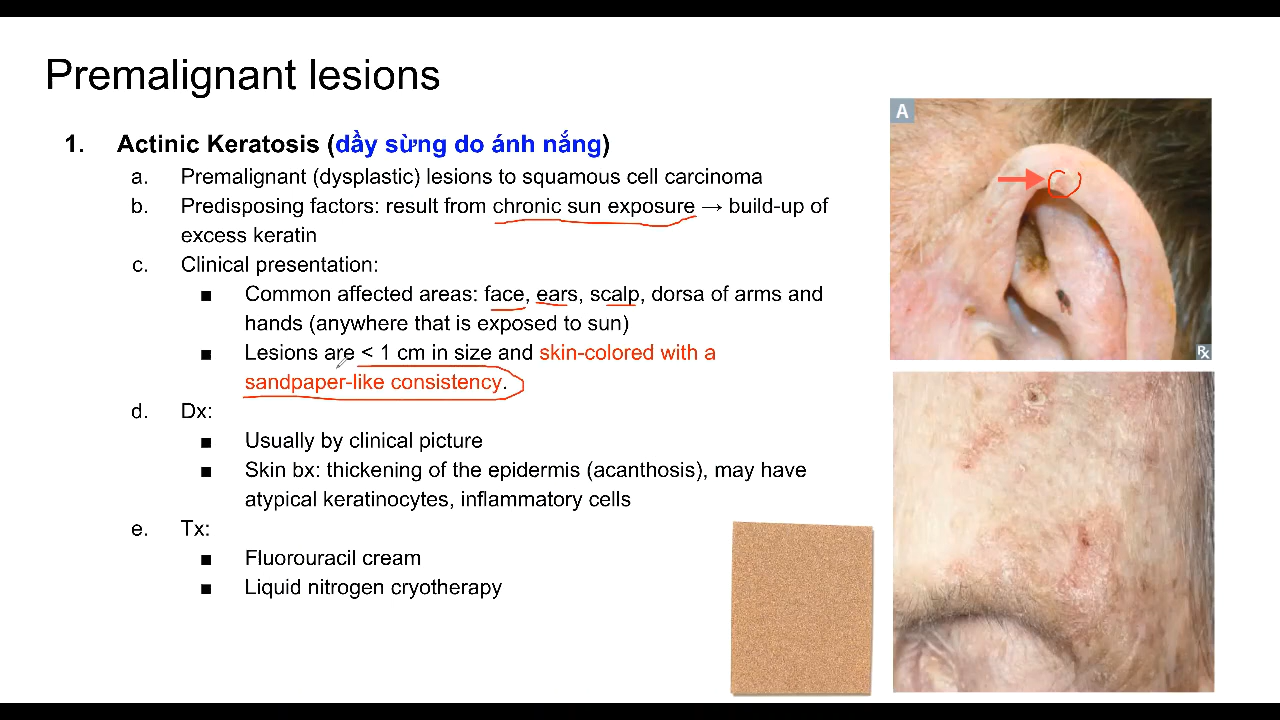 Premalignant lesions
1. Actinic Keratosis (dầy sừng do ánh nắng)
a. Premalignant (dysplastic) lesions to squamous cell carcinoma
b. Predisposing factors: result from chronic sun exposure → build-up of
excess keratin
c. Clinical presentation:
■ Common affected areas: face, ears, scalp, dorsa of arms and
hands (anywhere that is exposed to sun)
■ Lesions are < 1 cm in size and skin-colored with a
sandpaper-like consistency.
d. Dx:
■ Usually by clinical picture
■ Skin bx: thickening of the epidermis (acanthosis), may have
atypical keratinocytes, inflammatory cells
e. Tx:
■ Fluorouracil cream
■ Liquid nitrogen cryotherapy
A
℞